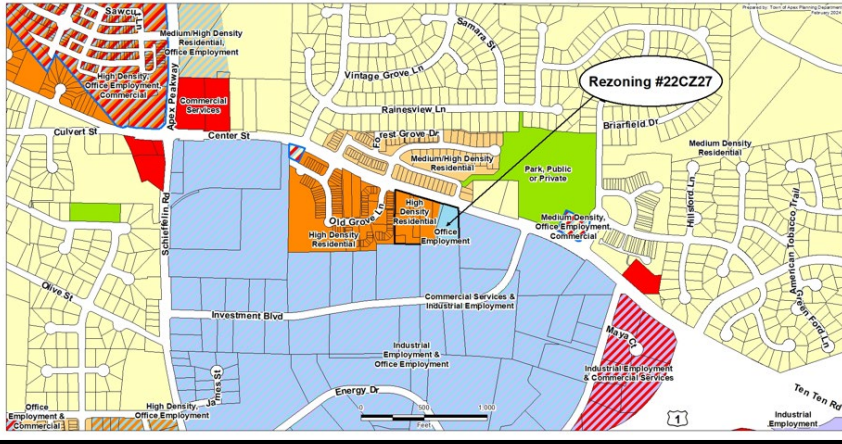 Prepared by: Town of Apex Planning Department
February 2024
Sawcut Ln
Medium/High Density
Residential,
Office Employment
Samara St
High Density,
Office Employment,
Commercial
Apex Peakway
Commercial
Services
Vintage Grove Ln
Rezoning #22CZ27
Rainesview Ln
Culvert St
Center St
Forest Grove Dr
Briarfield Dr
Medium/High Density
Residential
Park, Public
or Private
Medium Density
Residential
Hillsford Ln
American Tobacco Trail
Green Ford Ln
Schieffelin Rd
Old Grove Ln
High
Density
Residential
High Density
Residential
Office
Employment
Medium Density,
Office Employment,
Commercial
Olive St
Commercial Services &
Industrial Employment
Investment Blvd
Industrial
Employment &
Office Employment
Maya Ct
Industrial Employment
& Commercial Services
James St
Energy Dr
Ten Ten Rd
Office
Employment &
Commercial
High Density,
Office Employment
0 500 1,000
Feet
1
Industrial
Employment